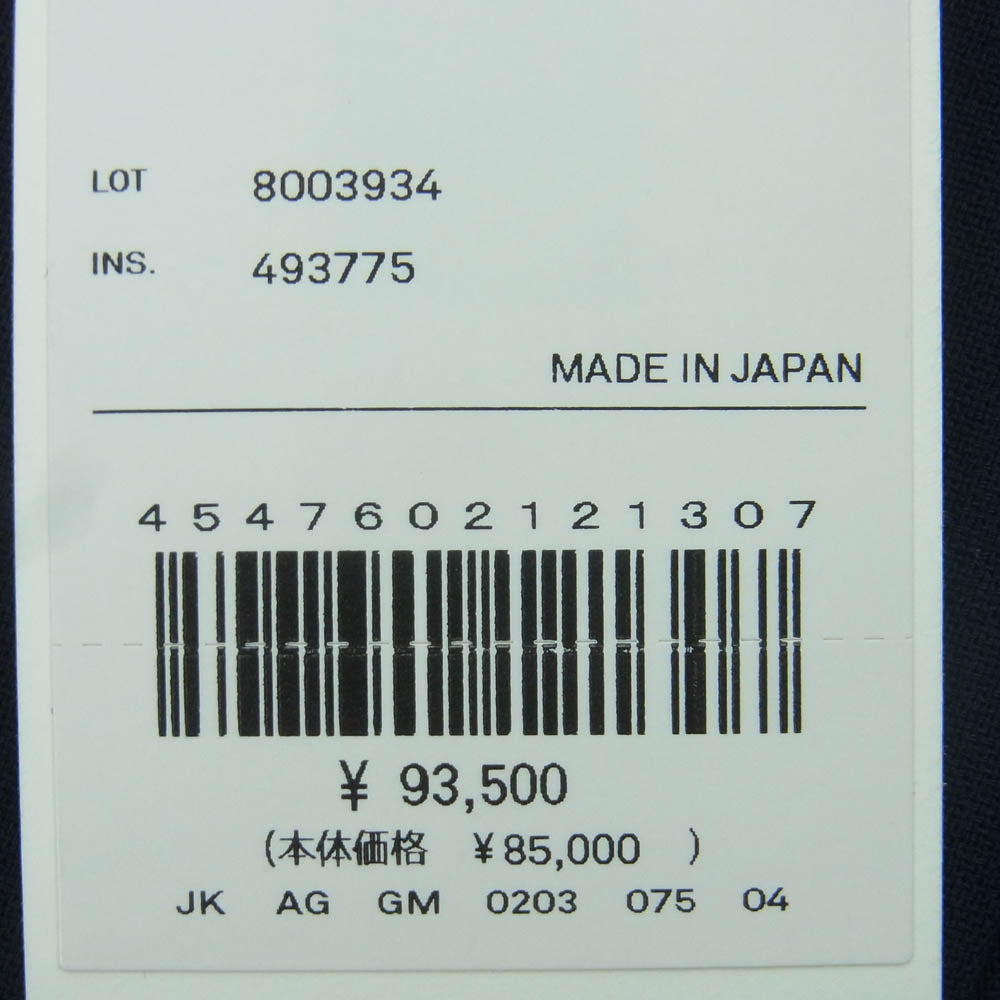 LOT 8003934
INS. 493775
MADE IN JAPAN
4547602121307
¥ 93,500
(本体価格 ¥85,000 )
JK AG GM 0203 075 04